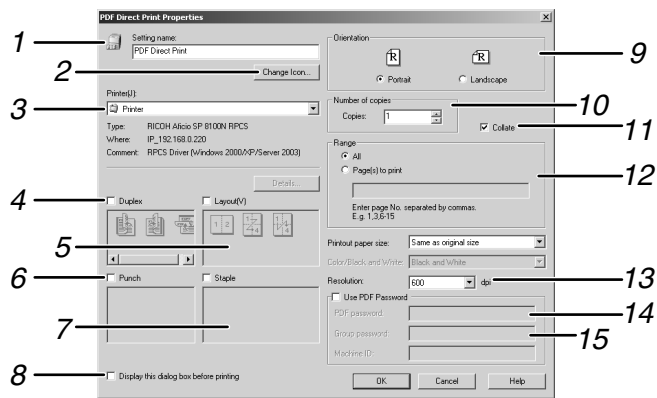 PDF Direct Print Properties
1
Setting name:
PDF Direct Print
2
Change Icon...
Printer(J):
3
Printer
Type: RICOH Aficio SP 8100N RPCS
Where: IP_192.168.0.220
Comment: RPCS Driver (Windows 2000/XP/Server 2003)
Details...
4
Duplex
Layout(V)
5
6
Punch
Staple
7
8
Display this dialog box before printing
Orientation
R
R
9
Portrait
Landscape
Number of copies
10
Copies: 1
Collate
11
Range
All
Page(s) to print
12
Enter page No. separated by commas.
E.g. 1,3,6-15
Printout paper size: Same as original size
Color/Black and White: Black and White
Resolution: 600 dpi
13
Use PDF Password
PDF password:
14
Group password:
15
Machine ID:
OK Cancel Help